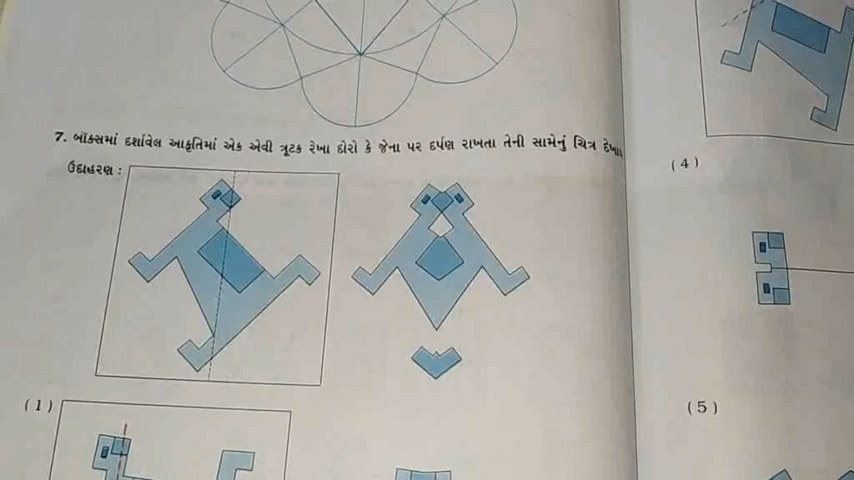 7. બૉક્સમાં દર્શાવેલ આકૃતિમાં એક એવી ત્રૂટક રેખા દોરો કે જેના પર દર્પણ રાખતા તેની સામેનું ચિત્ર
ઉદાહરણ :
(1)
(4)
(5)